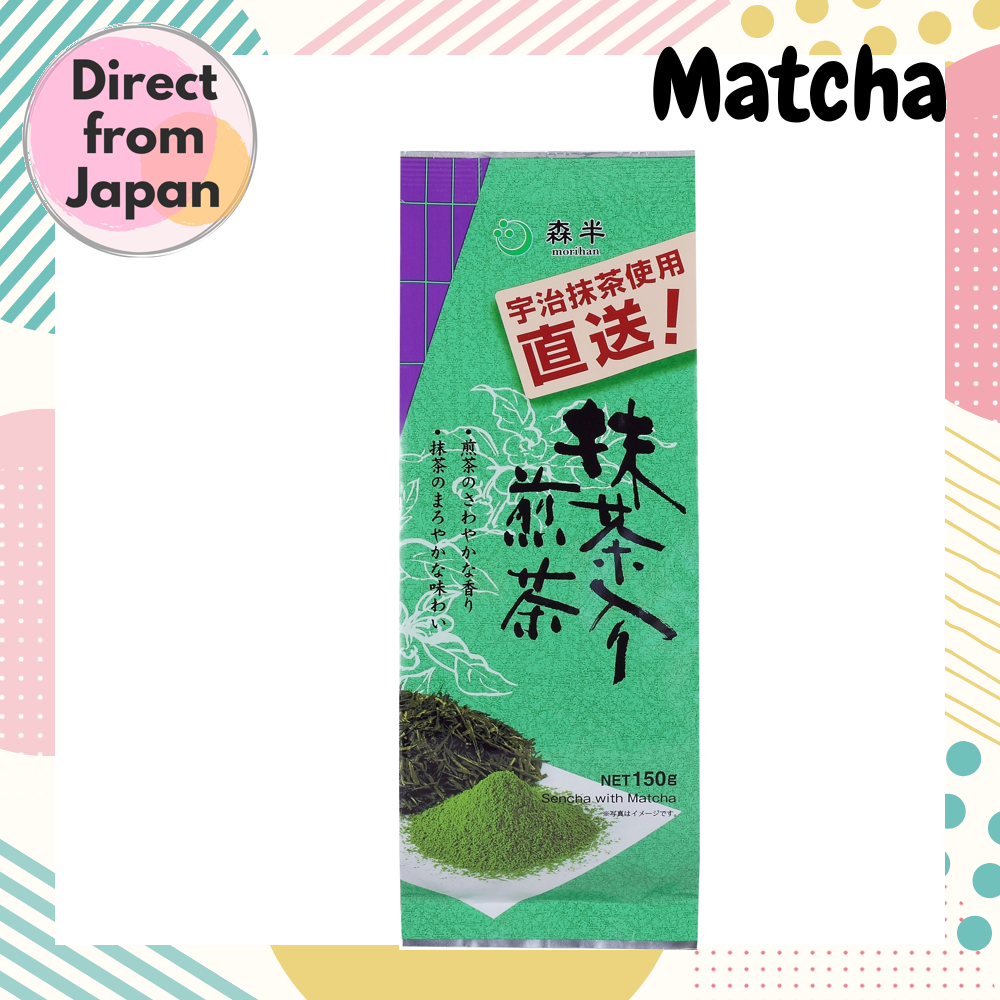 Direct
from
Japan
Matcha
森半
morihan
宇治抹茶使用
直送！
抹茶入り
煎茶
・煎茶のさわやかな香り
・抹茶のまろやかな味わい
NET150g
Sencha with Matcha
※写真はイメージです。